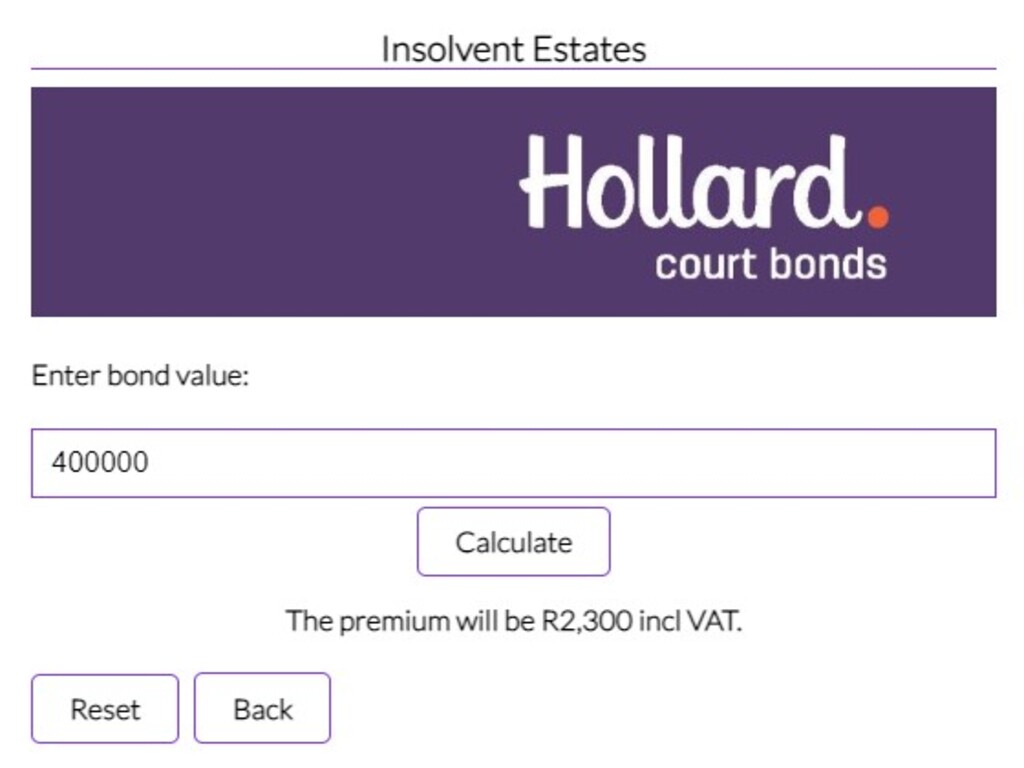 Insolvent Estates
Hollard.
court bonds
Enter bond value:
400000
Calculate
The premium will be R2,300 incl VAT.
Reset Back